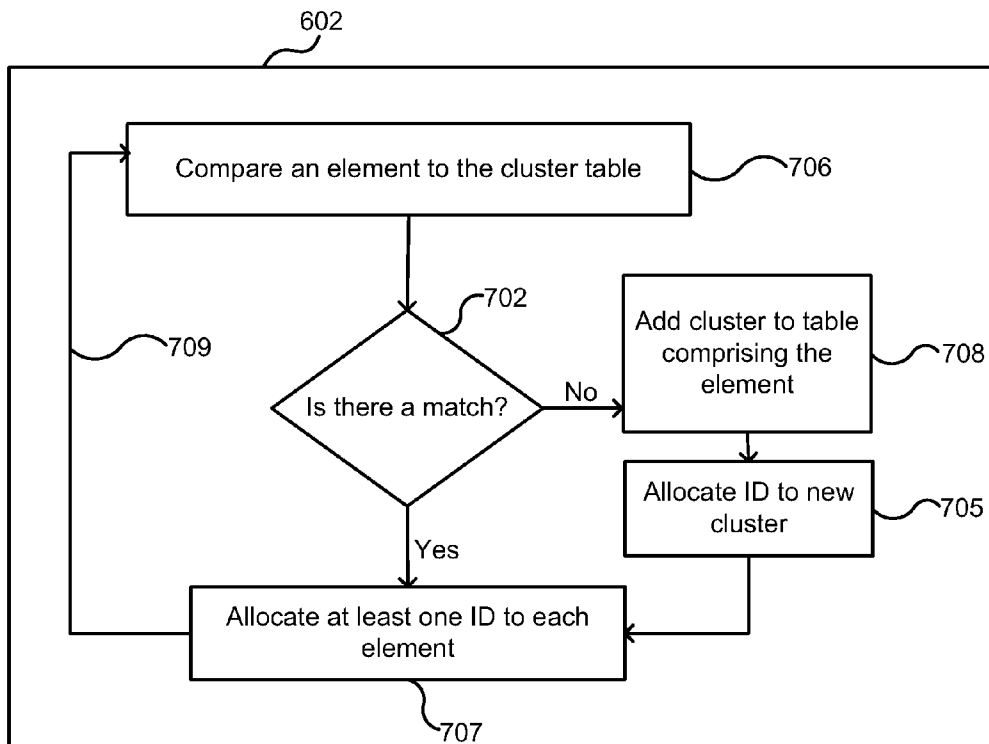 602
Compare an element to the cluster table
706
702
709
Is there a match?
No
Add cluster to table
comprising the
element
708
Allocate ID to new
cluster
705
Yes
Allocate at least one ID to each
element
707